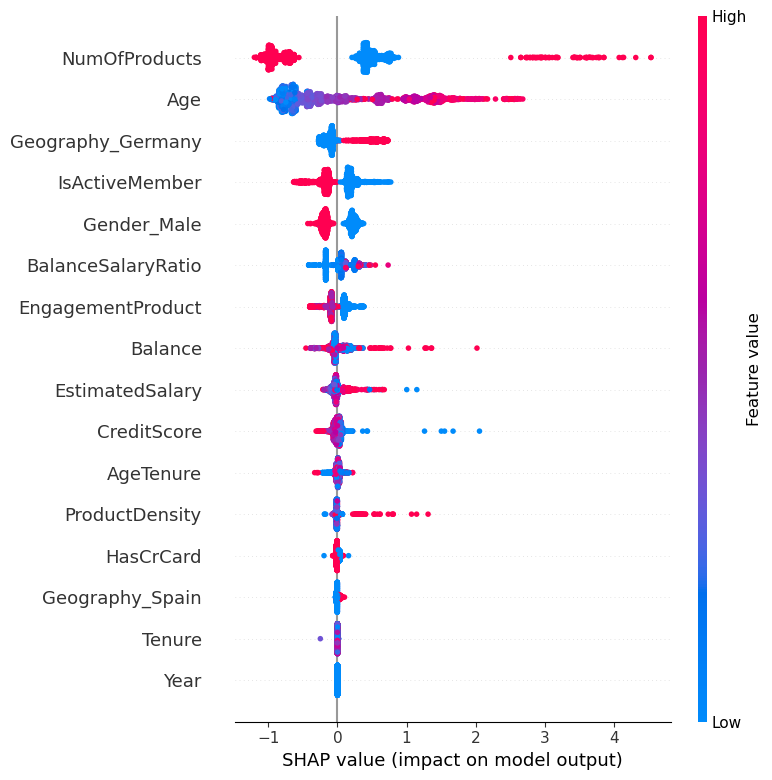 High
NumOfProducts
Age
Geography_Germany
IsActiveMember
Gender_Male
BalanceSalaryRatio
EngagementProduct
Balance
EstimatedSalary
CreditScore
AgeTenure
ProductDensity
HasCrCard
Geography_Spain
Tenure
Year
Feature value
Low
−1 0 1 2 3 4
SHAP value (impact on model output)